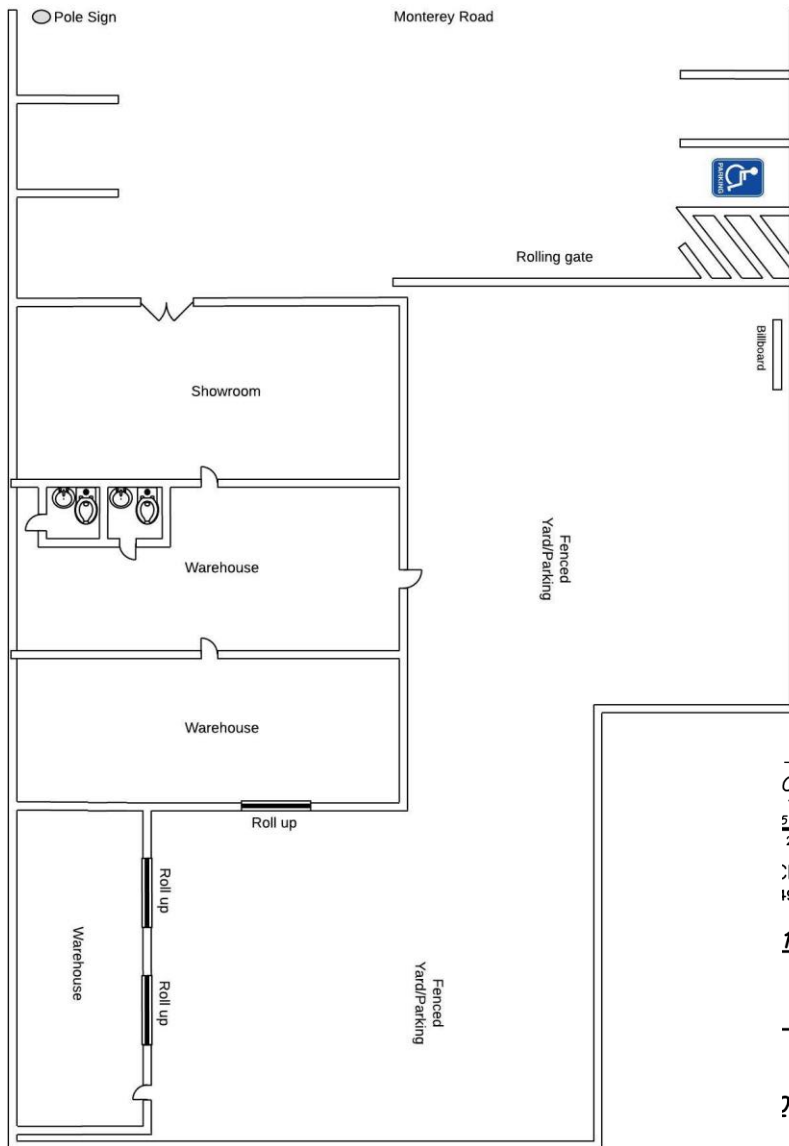 Pole Sign
Monterey Road
PARKING
Rolling gate
Billboard
Showroom
Fenced
Yard/Parking
Warehouse
Warehouse
Roll up
Roll up
Warehouse
Roll up
Fenced
Yard/Parking